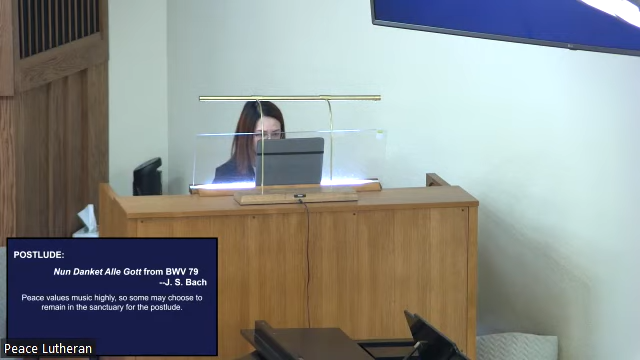 POSTLUDE:
Nun Danket Alle Gott from BWV 79
--J. S. Bach
Peace values music highly, so some may choose to
remain in the sanctuary for the postlude.
Peace Lutheran